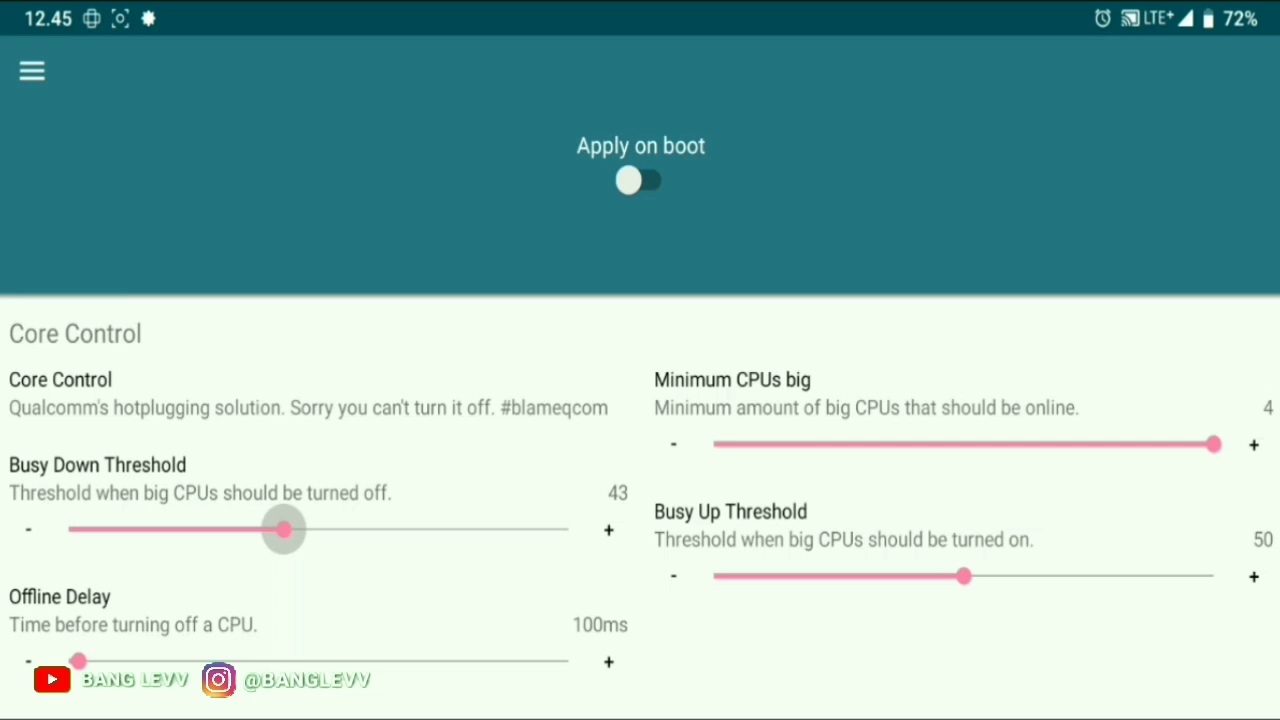 12.45 LTE+ 72%
Apply on boot
Core Control
Core Control
Qualcomm's hotplugging solution. Sorry you can't turn it off. #blameqcom
Busy Down Threshold
Threshold when big CPUs should be turned off. 43
- +
Offline Delay
Time before turning off a CPU. 100ms
- +
Minimum CPUs big
Minimum amount of big CPUs that should be online. 4
- +
Busy Up Threshold
Threshold when big CPUs should be turned on. 50
- +
BANG LEVV @BANGLEVV